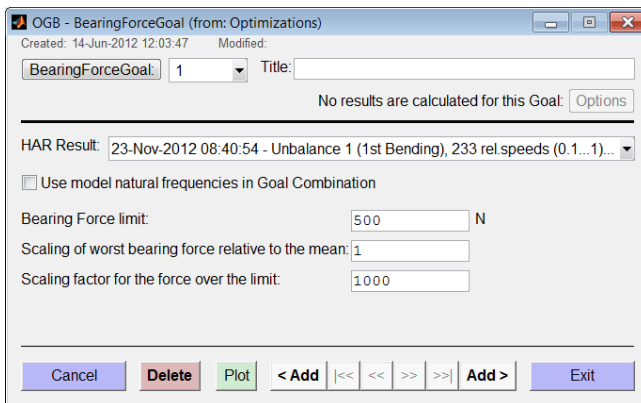 OGB - BearingForceGoal (from: Optimizations)
Created: 14-Jun-2012 12:03:47 Modified:
BearingForceGoal: 1 Title:
No results are calculated for this Goal: Options
HAR Result: 23-Nov-2012 08:40:54 - Unbalance 1 (1st Bending), 233 rel.speeds (0.1...1)...
Use model natural frequencies in Goal Combination
Bearing Force limit: 500 N
Scaling of worst bearing force relative to the mean: 1
Scaling factor for the force over the limit: 1000
Cancel Delete Plot < Add |<< << >> >>| Add > Exit